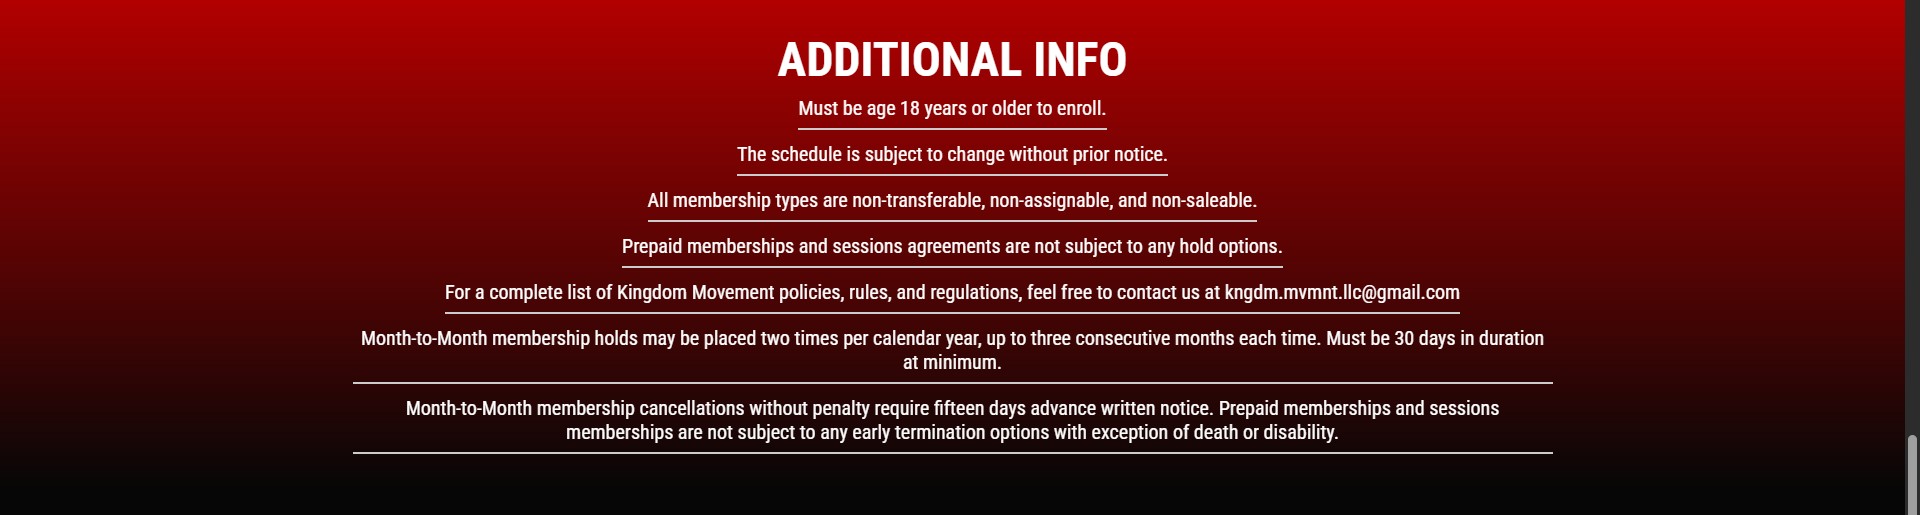 ADDITIONAL INFO
Must be age 18 years or older to enroll.
The schedule is subject to change without prior notice.
All membership types are non-transferable, non-assignable, and non-saleable.
Prepaid memberships and sessions agreements are not subject to any hold options.
For a complete list of Kingdom Movement policies, rules, and regulations, feel free to contact us at kngdm.mvmnt.llc@gmail.com
Month-to-Month membership holds may be placed two times per calendar year, up to three consecutive months each time. Must be 30 days in duration
at minimum.
Month-to-Month membership cancellations without penalty require fifteen days advance written notice. Prepaid memberships and sessions
memberships are not subject to any early termination options with exception of death or disability.